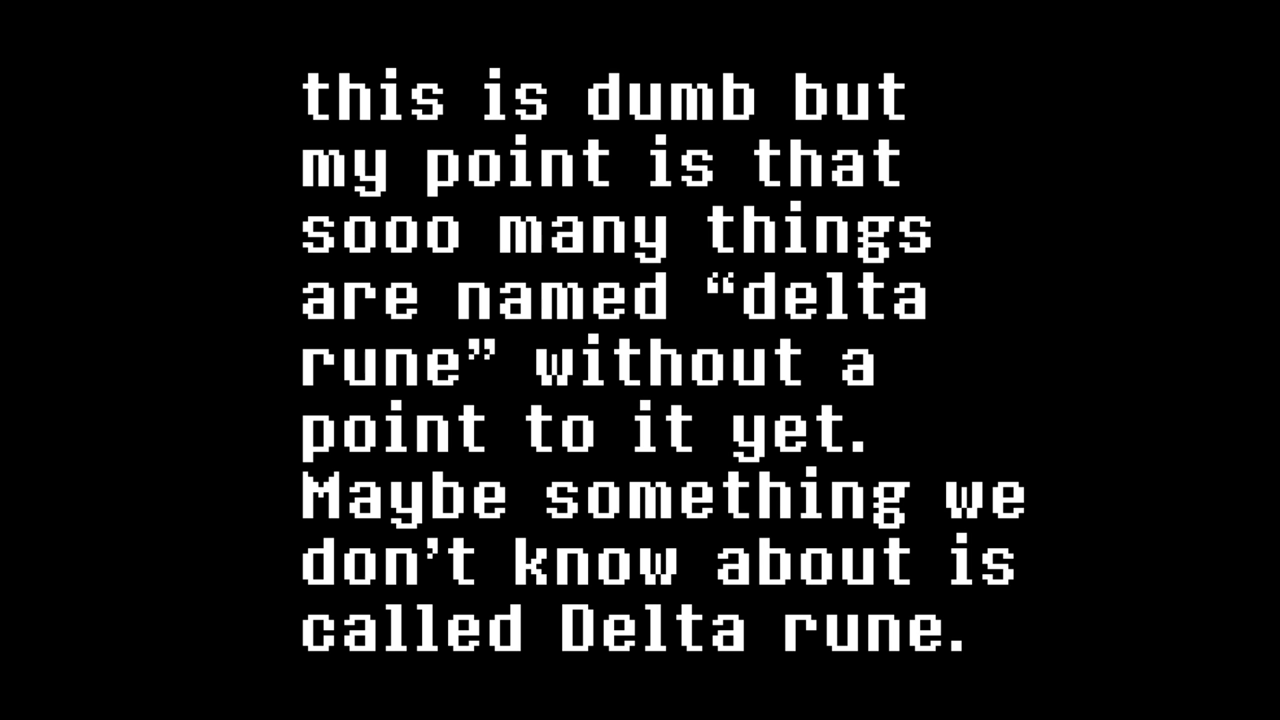 this is dumb but
my point is that
sooo many things
are named “delta
rune” without a
point to it yet.
Maybe something we
don’t know about is
called Delta rune.